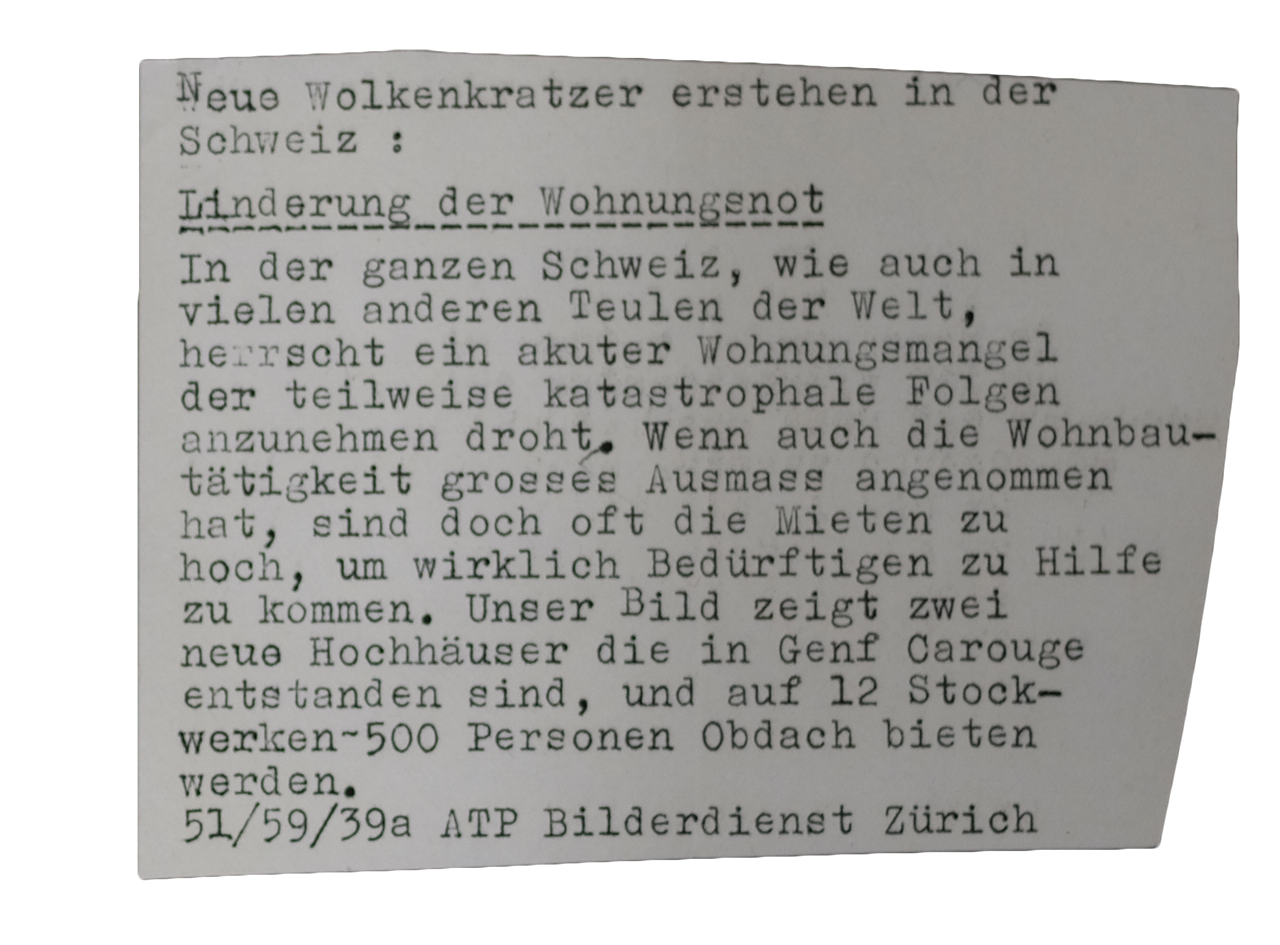 Neue Wolkenkratzer erstehen in der
Schweiz :
Linderung der Wohnungsnot
In der ganzen Schweiz, wie auch in
vielen anderen Teulen der Welt,
herrscht ein akuter Wohnungsmangel
der teilweise katastrophale Folgen
anzunehmen droht. Wenn auch die Wohnbau-
tätigkeit grosses Ausmass angenommen
hat, sind doch oft die Mieten zu
hoch, um wirklich Bedürftigen zu Hilfe
zu kommen. Unser Bild zeigt zwei
neue Hochhäuser die in Genf Carouge
entstanden sind, und auf 12 Stock-
werken~500 Personen Obdach bieten
werden.
51/59/39a ATP Bilderdienst Zürich